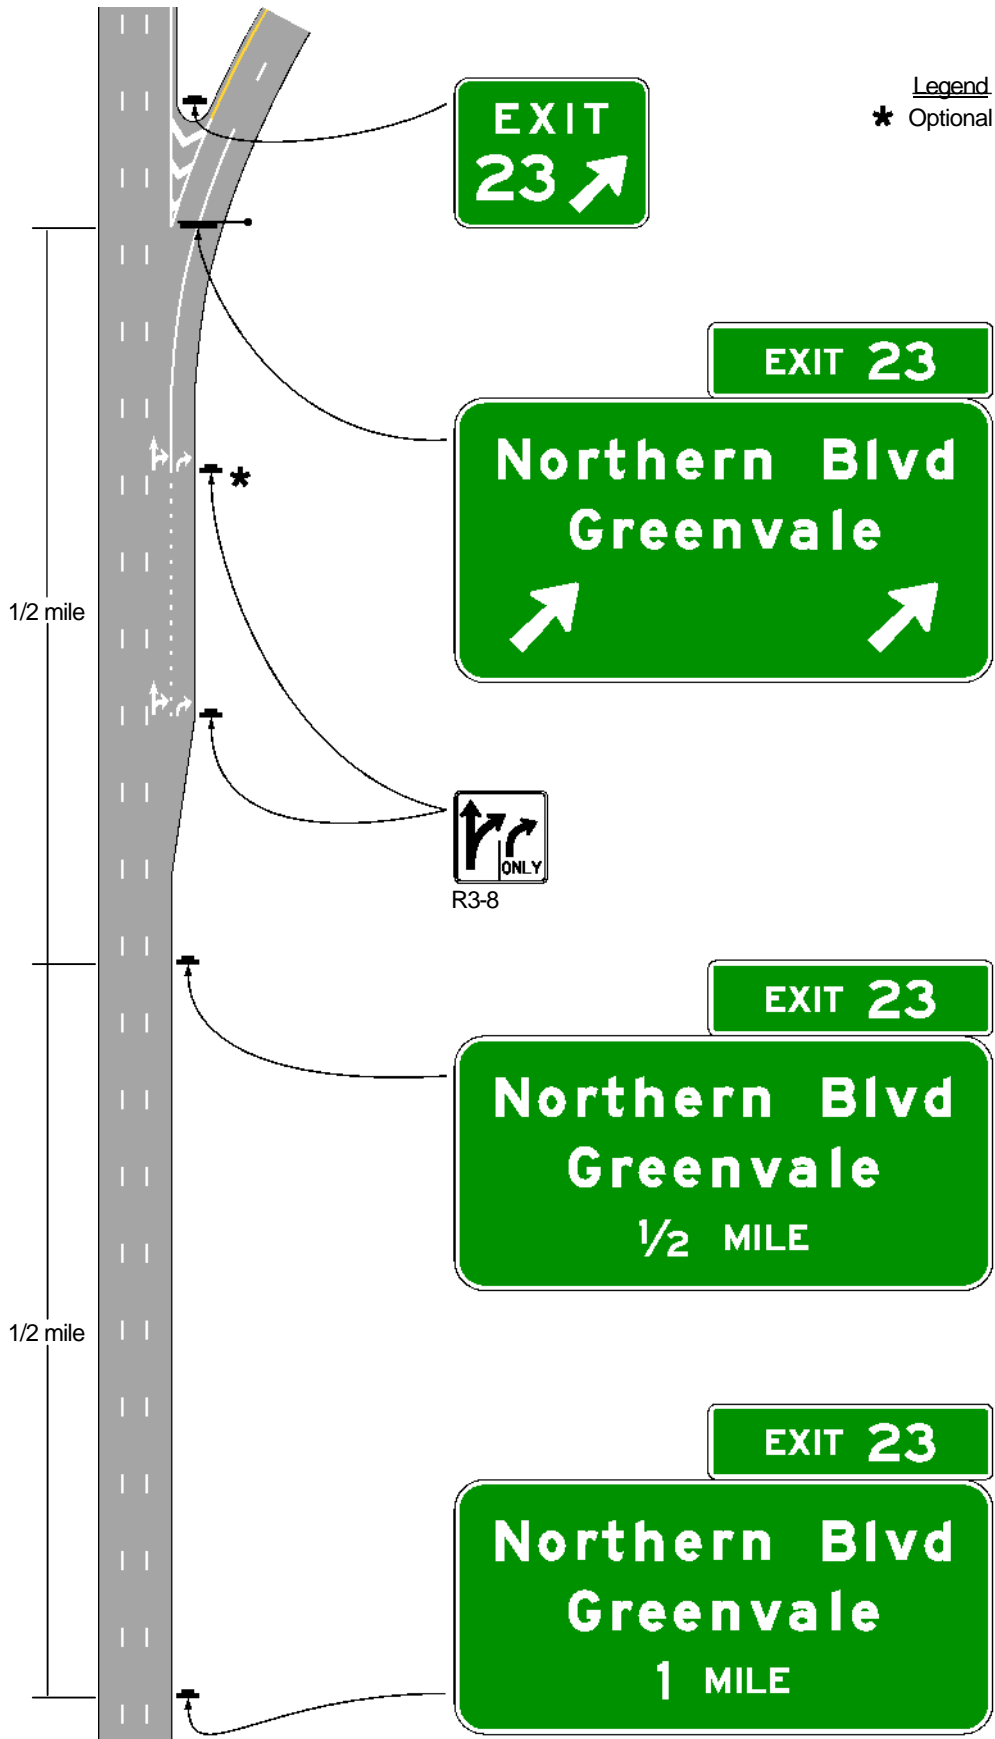 Legend
* Optional
EXIT
23
EXIT 23
Northern Blvd
Greenvale
1/2 mile
ONLY
R3-8
EXIT 23
Northern Blvd
Greenvale
1/2 MILE
1/2 mile
EXIT 23
Northern Blvd
Greenvale
1 MILE